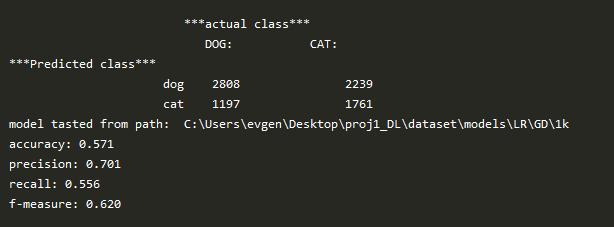 ***actual class***
DOG: CAT:
***Predicted class***
dog 2808 2239
cat 1197 1761
model tasted from path: C:\Users\evgen\Desktop\proj1_DL\dataset\models\LR\GD\1k
accuracy: 0.571
precision: 0.701
recall: 0.556
f-measure: 0.620